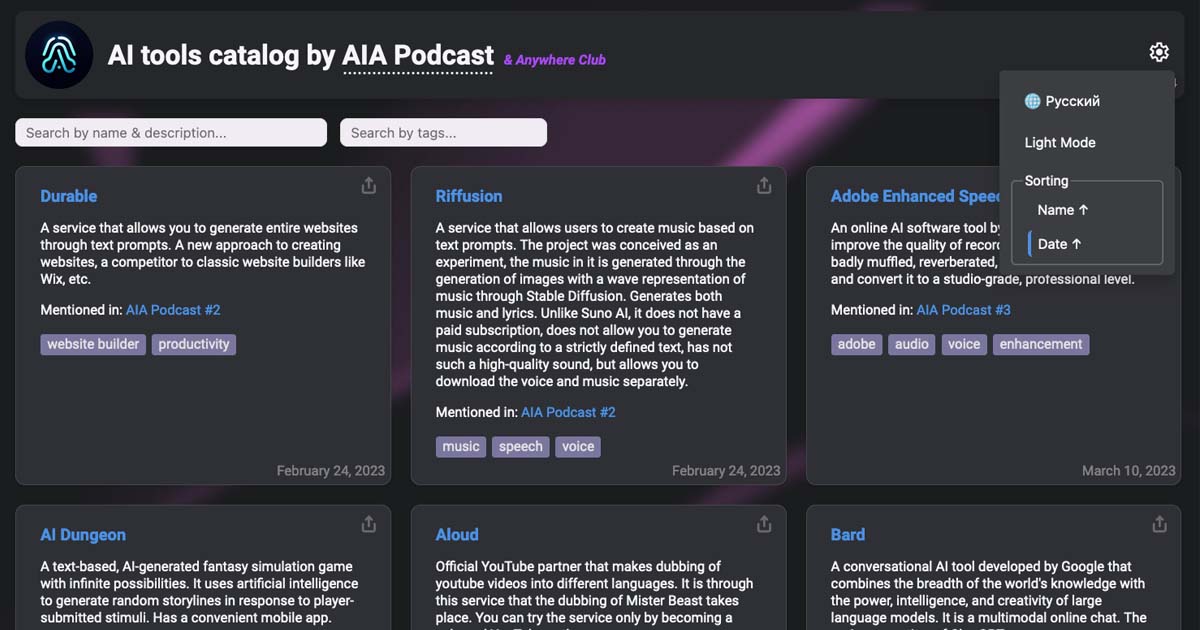 AI tools catalog by AIA Podcast & Anywhere Club
Русский
Light Mode
Sorting
Name ↑
Date ↑
Search by name & description...
Search by tags...
Durable
A service that allows you to generate entire websites
through text prompts. A new approach to creating
websites, a competitor to classic website builders like
Wix, etc.
Mentioned in: AIA Podcast #2
website builder productivity
February 24, 2023
Riffusion
A service that allows users to create music based on
text prompts. The project was conceived as an
experiment, the music in it is generated through the
generation of images with a wave representation of
music through Stable Diffusion. Generates both
music and lyrics. Unlike Suno AI, it does not have a
paid subscription, does not allow you to generate
music according to a strictly defined text, has not
such a high-quality sound, but allows you to
download the voice and music separately.
Mentioned in: AIA Podcast #2
music speech voice
February 24, 2023
Adobe Enhanced Speec
An online AI software tool by
improve the quality of record
badly muffled, reverberated,
and convert it to a studio-grade, professional level.
Mentioned in: AIA Podcast #3
adobe audio voice enhancement
March 10, 2023
AI Dungeon
A text-based, AI-generated fantasy simulation game
with infinite possibilities. It uses artificial intelligence
to generate random storylines in response to player-
submitted stimuli. Has a convenient mobile app.
Aloud
Official YouTube partner that makes dubbing of
youtube videos into different languages. It is through
this service that the dubbing of Mister Beast takes
place. You can try the service only by becoming a
Bard
A conversational AI tool developed by Google that
combines the breadth of the world's knowledge with
the power, intelligence, and creativity of large
language models. It is a multimodal online chat. The